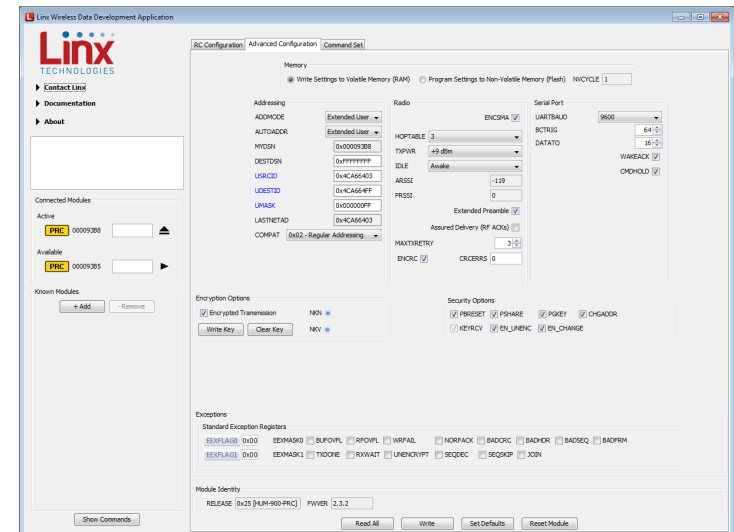 Linx Wireless Data Development Application
Linx
TECHNOLOGIES
Contact Linx
Documentation
About
Connected Modules
Active
PRC 000093B8
Available
PRC 000093B5
Known Modules
+ Add - Remove
Show Commands
RC Configuration Advanced Configuration Command Set
Memory
Write Settings to Volatile Memory (RAM) Program Settings to Non-Volatile Memory (Flash) NVCYCLE 1
Addressing
ADDMODE Extended User
AUTOADDR Extended User
MYDSN 0x000093B8
DESTDSN 0xFFFFFFFF
USRCID 0x4CA66403
UDESTID 0x4CA664FF
UMASK 0x000000FF
LASTNETAD 0x4CA66403
COMPAT 0x02 - Regular Addressing
Radio
ENCSMA
HOPTABLE 3
TXPWR +9 dBm
IDLE Awake
ARSSI -119
PRSSI 0
Extended Preamble
Assured Delivery (RF ACKs)
MAXTXRETRY 3
ENCRC CRCERRS 0
Serial Port
UARTBAUD 9600
BCTRIG 64
DATATO 16
WAKEACK
CMDHOLD
Encryption Options
Encrypted Transmission NKN
Write Key Clear Key NKV
Security Options
PBRESET PSHARE PGKEY CHGADDR
KEYRCV EN_UNENC EN_CHANGE
Exceptions
Standard Exception Registers
EEXFLAG0 0x00 EEXMASK0 BUFOVFL RFOVFL WRFAIL NORFACK BADCRC BADHDR BADSEQ BADFRM
EEXFLAG1 0x00 EEXMASK1 TXDONE RXWAIT UNENCRYPT SEQDEC SEQSKIP JOIN
Module Identity
RELEASE 0x25 [HUM-900-PRC] FWVER 2.3.2
Read All Write Set Defaults Reset Module